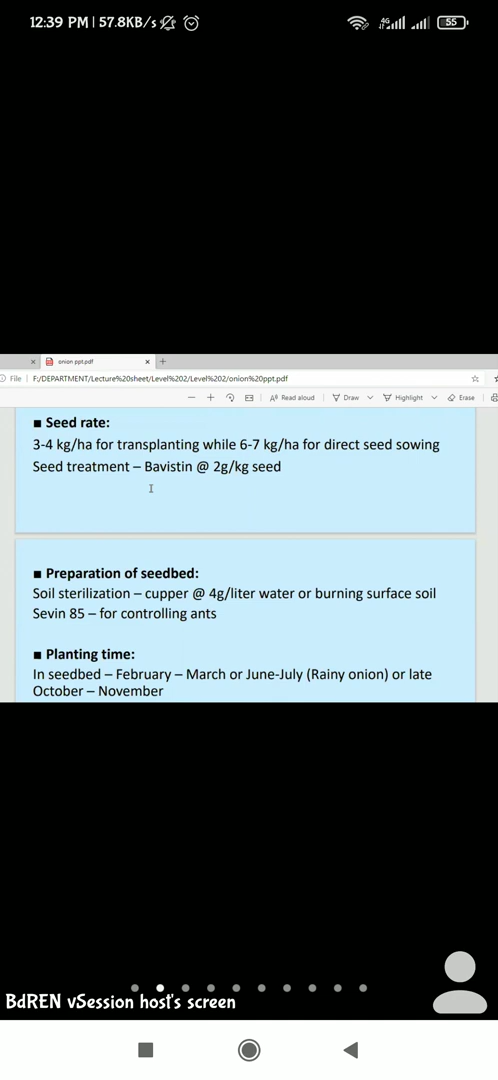 12:39 PM | 57.8KB/s
4G
55
onion ppt.pdf
File | F:/DEPARTMENT/Lecture%20sheet/Level%202/Level%202/onion%20ppt.pdf
Read aloud | Draw | Highlight | Erase
■ Seed rate:
3-4 kg/ha for transplanting while 6-7 kg/ha for direct seed sowing
Seed treatment – Bavistin @ 2g/kg seed
■ Preparation of seedbed:
Soil sterilization – cupper @ 4g/liter water or burning surface soil
Sevin 85 – for controlling ants
■ Planting time:
In seedbed – February – March or June-July (Rainy onion) or late
October – November
BdREN vSession host's screen